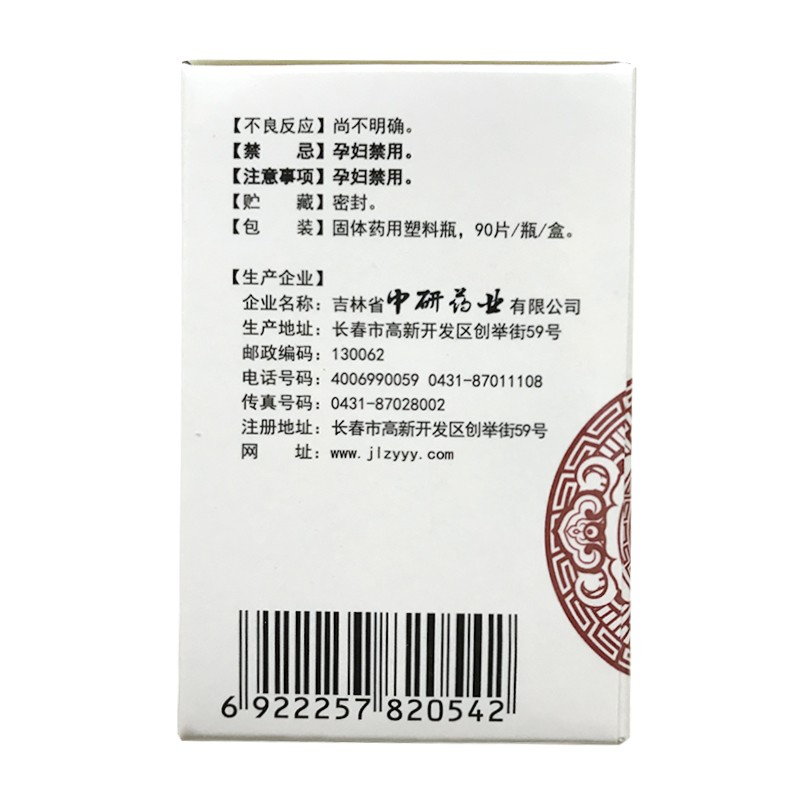 【不良反应】尚不明确。
【禁 忌】孕妇禁用。
【注意事项】孕妇禁用。
【贮 藏】密封。
【包 装】固体药用塑料瓶，90片/瓶/盒。
【生产企业】
企业名称：吉林省中研药业有限公司
生产地址：长春市高新开发区创举街59号
邮政编码：130062
电话号码：4006990059 0431-87011108
传真号码：0431-87028002
注册地址：长春市高新开发区创举街59号
网 址：www.jlzyyy.com
6 922257 820542